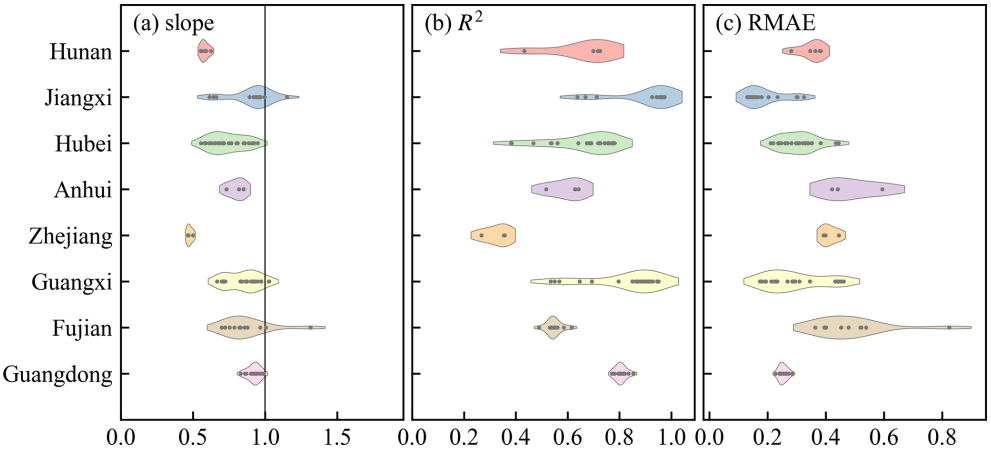 (a) slope (b) R² (c) RMAE
Hunan
Jiangxi
Hubei
Anhui
Zhejiang
Guangxi
Fujian
Guangdong
0.0 0.5 1.0 1.5 0.0 0.2 0.4 0.6 0.8 1.0 0.0 0.2 0.4 0.6 0.8